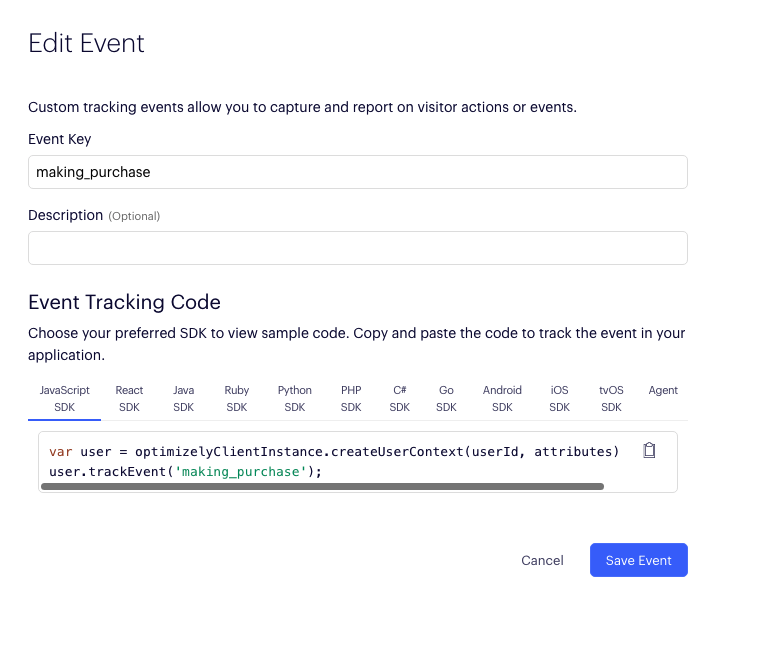 Edit Event
Custom tracking events allow you to capture and report on visitor actions or events.
Event Key
making_purchase
Description (Optional)
Event Tracking Code
Choose your preferred SDK to view sample code. Copy and paste the code to track the event in your
application.
JavaScript SDK
React SDK
Java SDK
Ruby SDK
Python SDK
PHP SDK
C# SDK
Go SDK
Android SDK
iOS SDK
tvOS SDK
Agent
var user = optimizelyClientInstance.createUserContext(userId, attributes)
user.trackEvent('making_purchase');
Cancel
Save Event